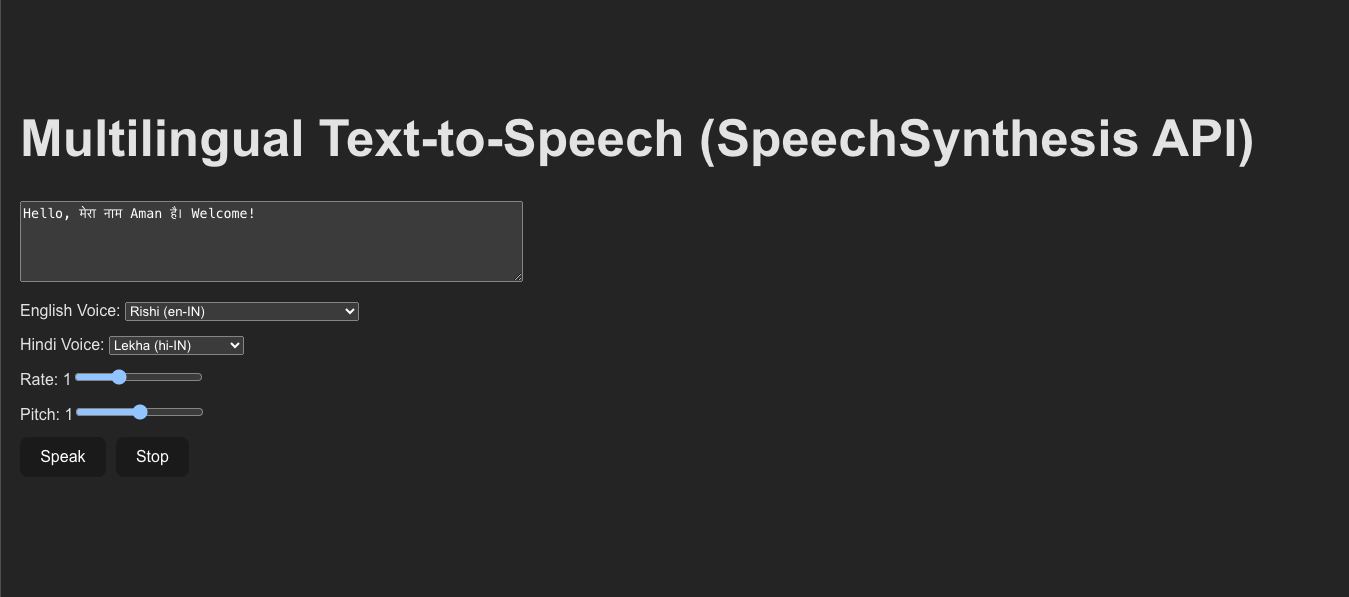 Multilingual Text-to-Speech (SpeechSynthesis API)
Hello, मेरा नाम Aman है। Welcome!
English Voice: Rishi (en-IN)
Hindi Voice: Lekha (hi-IN)
Rate: 1
Pitch: 1
Speak Stop